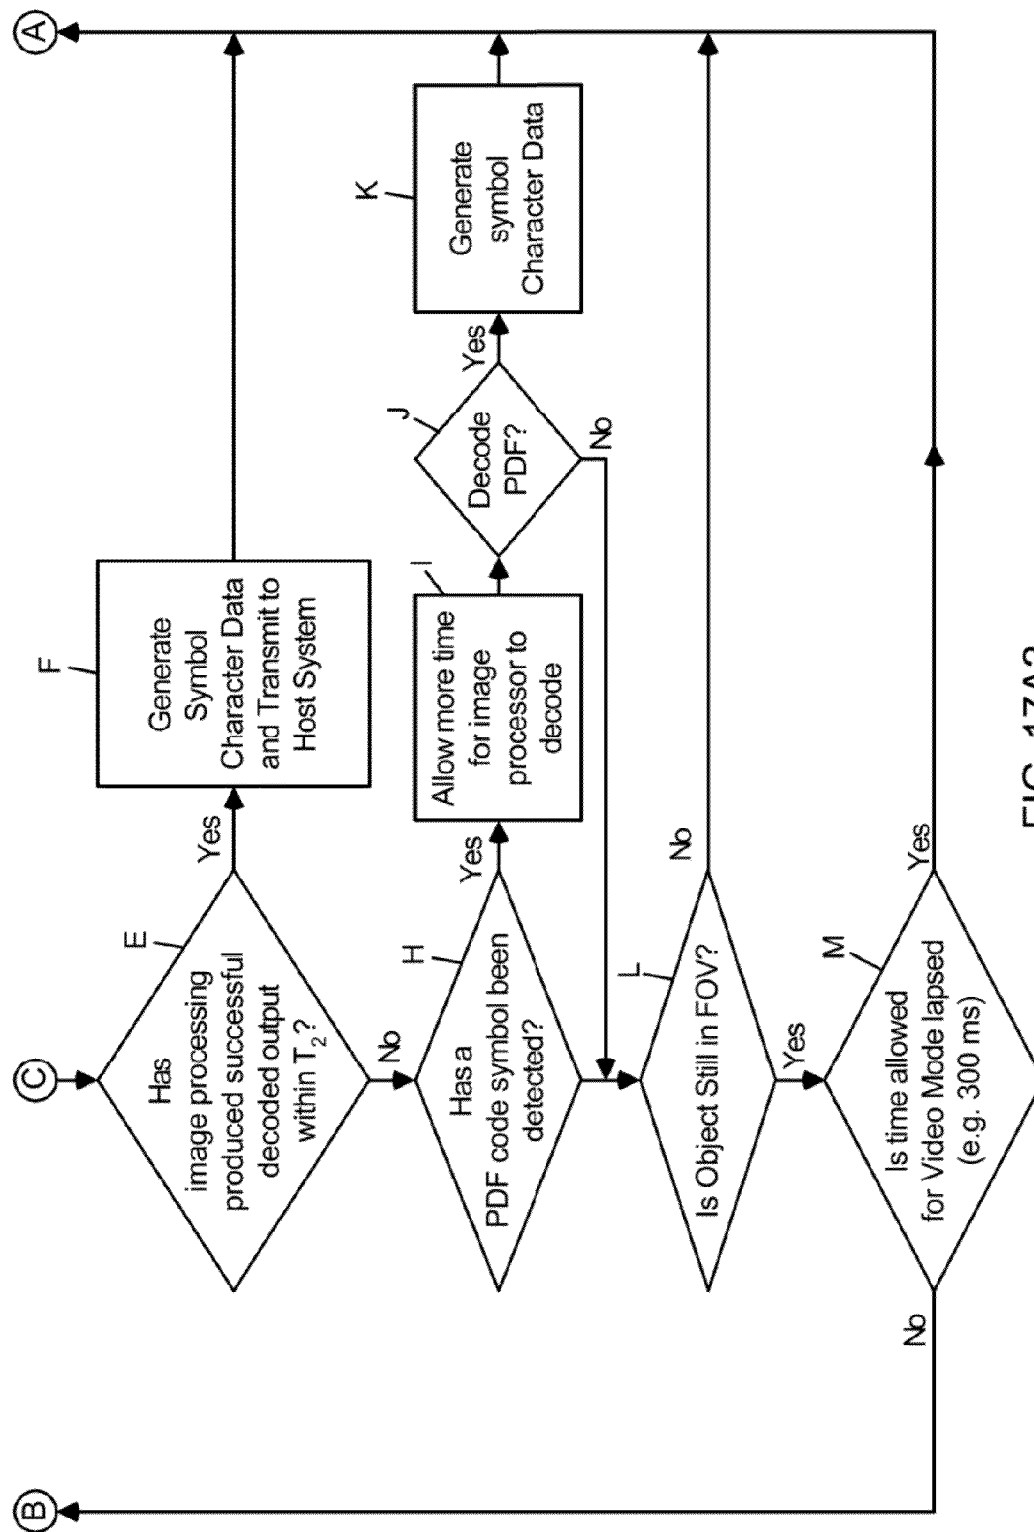 C
B
A
E
Has
image processing
produced successful
decoded output
within T2?
Yes
No
F
Generate
Symbol
Character Data
and Transmit to
Host System
H
Has a
PDF code symbol been
detected?
Yes
I
Allow more time
for image
processor to
decode
J
Decode
PDF?
Yes
No
K
Generate
symbol
Character Data
L
Is Object Still in FOV?
No
Yes
M
Is time allowed
for Video Mode lapsed
(e.g. 300 ms)
Yes
No
FIG. 17A2